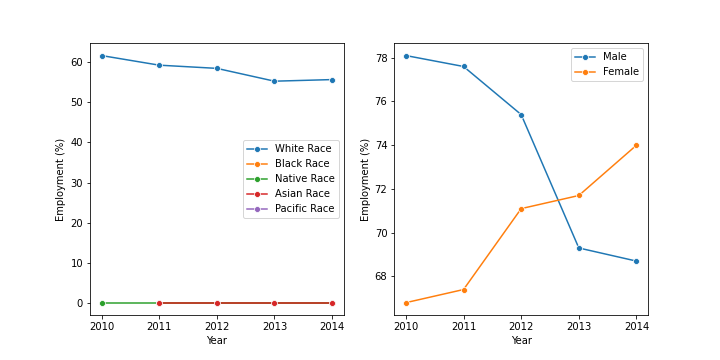 60
50
40
30
20
10
0
Employment (%)
White Race
Black Race
Native Race
Asian Race
Pacific Race
2010 2011 2012 2013 2014
Year
78
76
74
72
70
68
Employment (%)
Male
Female
2010 2011 2012 2013 2014
Year